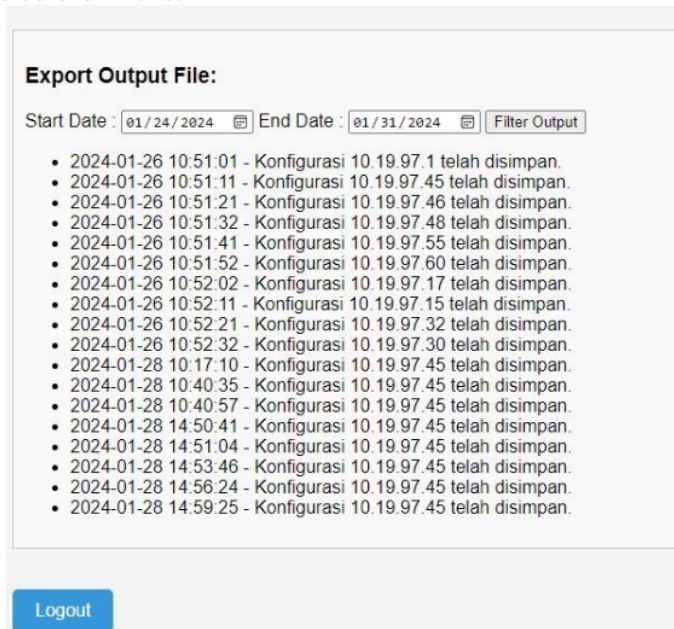 Export Output File:
Start Date : 01/24/2024 End Date : 01/31/2024 Filter Output
• 2024-01-26 10:51:01 - Konfigurasi 10.19.97.1 telah disimpan.
• 2024-01-26 10:51:11 - Konfigurasi 10.19.97.45 telah disimpan.
• 2024-01-26 10:51:21 - Konfigurasi 10.19.97.46 telah disimpan.
• 2024-01-26 10:51:32 - Konfigurasi 10.19.97.48 telah disimpan.
• 2024-01-26 10:51:41 - Konfigurasi 10.19.97.55 telah disimpan.
• 2024-01-26 10:51:52 - Konfigurasi 10.19.97.60 telah disimpan.
• 2024-01-26 10:52:02 - Konfigurasi 10.19.97.17 telah disimpan.
• 2024-01-26 10:52:11 - Konfigurasi 10.19.97.15 telah disimpan.
• 2024-01-26 10:52:21 - Konfigurasi 10.19.97.32 telah disimpan.
• 2024-01-26 10:52:32 - Konfigurasi 10.19.97.30 telah disimpan.
• 2024-01-28 10:17:10 - Konfigurasi 10.19.97.45 telah disimpan.
• 2024-01-28 10:40:35 - Konfigurasi 10.19.97.45 telah disimpan.
• 2024-01-28 10:40:57 - Konfigurasi 10.19.97.45 telah disimpan.
• 2024-01-28 14:50:41 - Konfigurasi 10.19.97.45 telah disimpan.
• 2024-01-28 14:51:04 - Konfigurasi 10.19.97.45 telah disimpan.
• 2024-01-28 14:53:46 - Konfigurasi 10.19.97.45 telah disimpan.
• 2024-01-28 14:56:24 - Konfigurasi 10.19.97.45 telah disimpan.
• 2024-01-28 14:59:25 - Konfigurasi 10.19.97.45 telah disimpan.
Logout